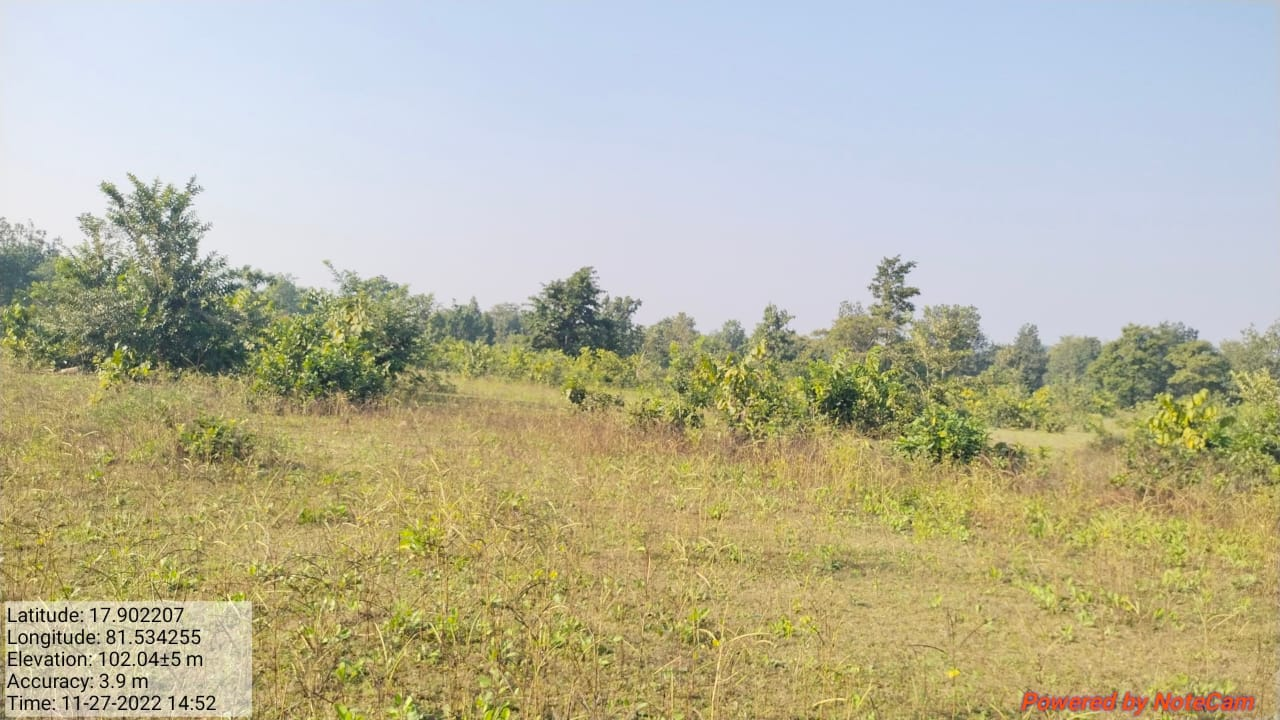 Latitude: 17.902207
Longitude: 81.534255
Elevation: 102.04±5 m
Accuracy: 3.9 m
Time: 11-27-2022 14:52
Powered by NoteCam